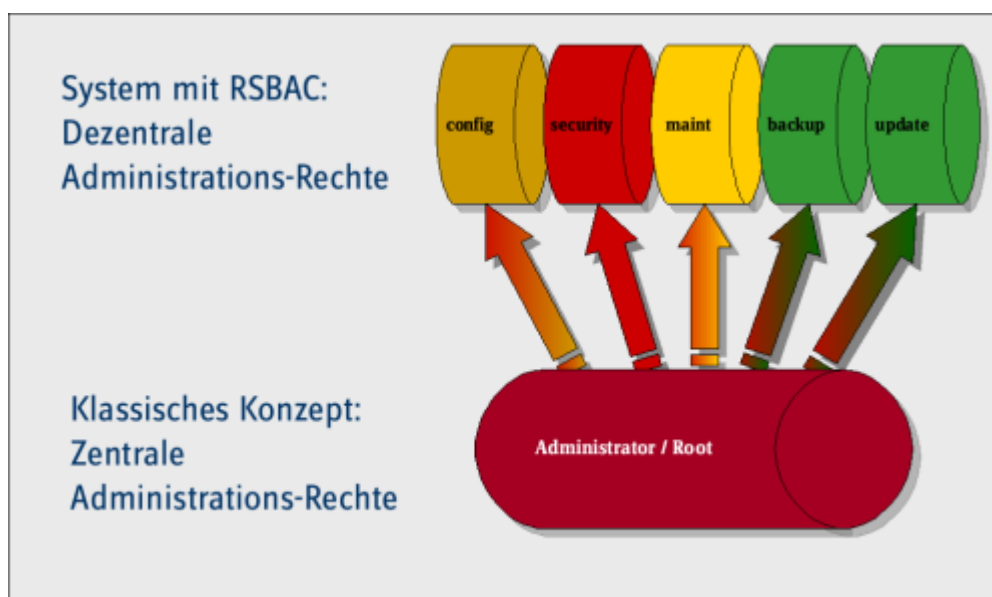 System mit RSBAC:
Dezentrale
Administrations-Rechte
config
security
maint
backup
update
Klassisches Konzept:
Zentrale
Administrations-Rechte
Administrator / Root